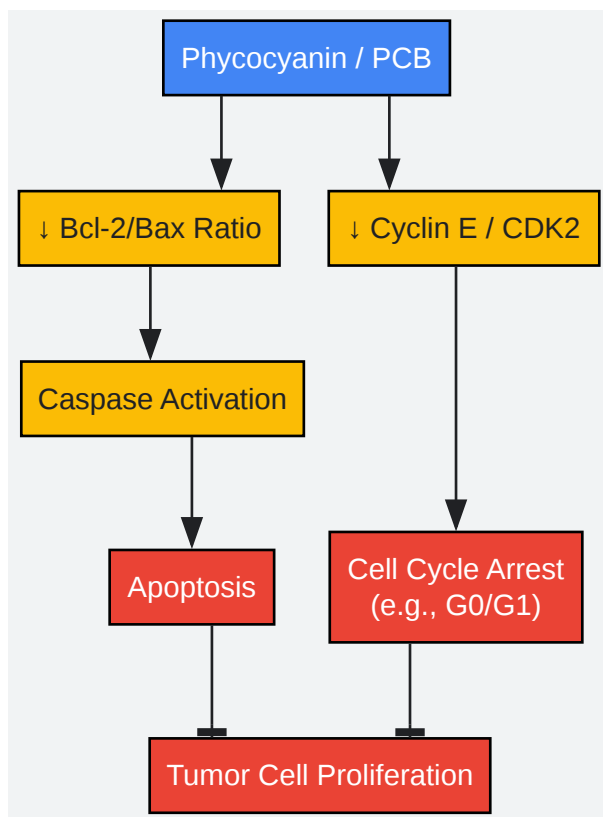 Phycocyanin / PCB
↓ Bcl-2/Bax Ratio
↓ Cyclin E / CDK2
Caspase Activation
Apoptosis
Cell Cycle Arrest
(e.g., G0/G1)
Tumor Cell Proliferation